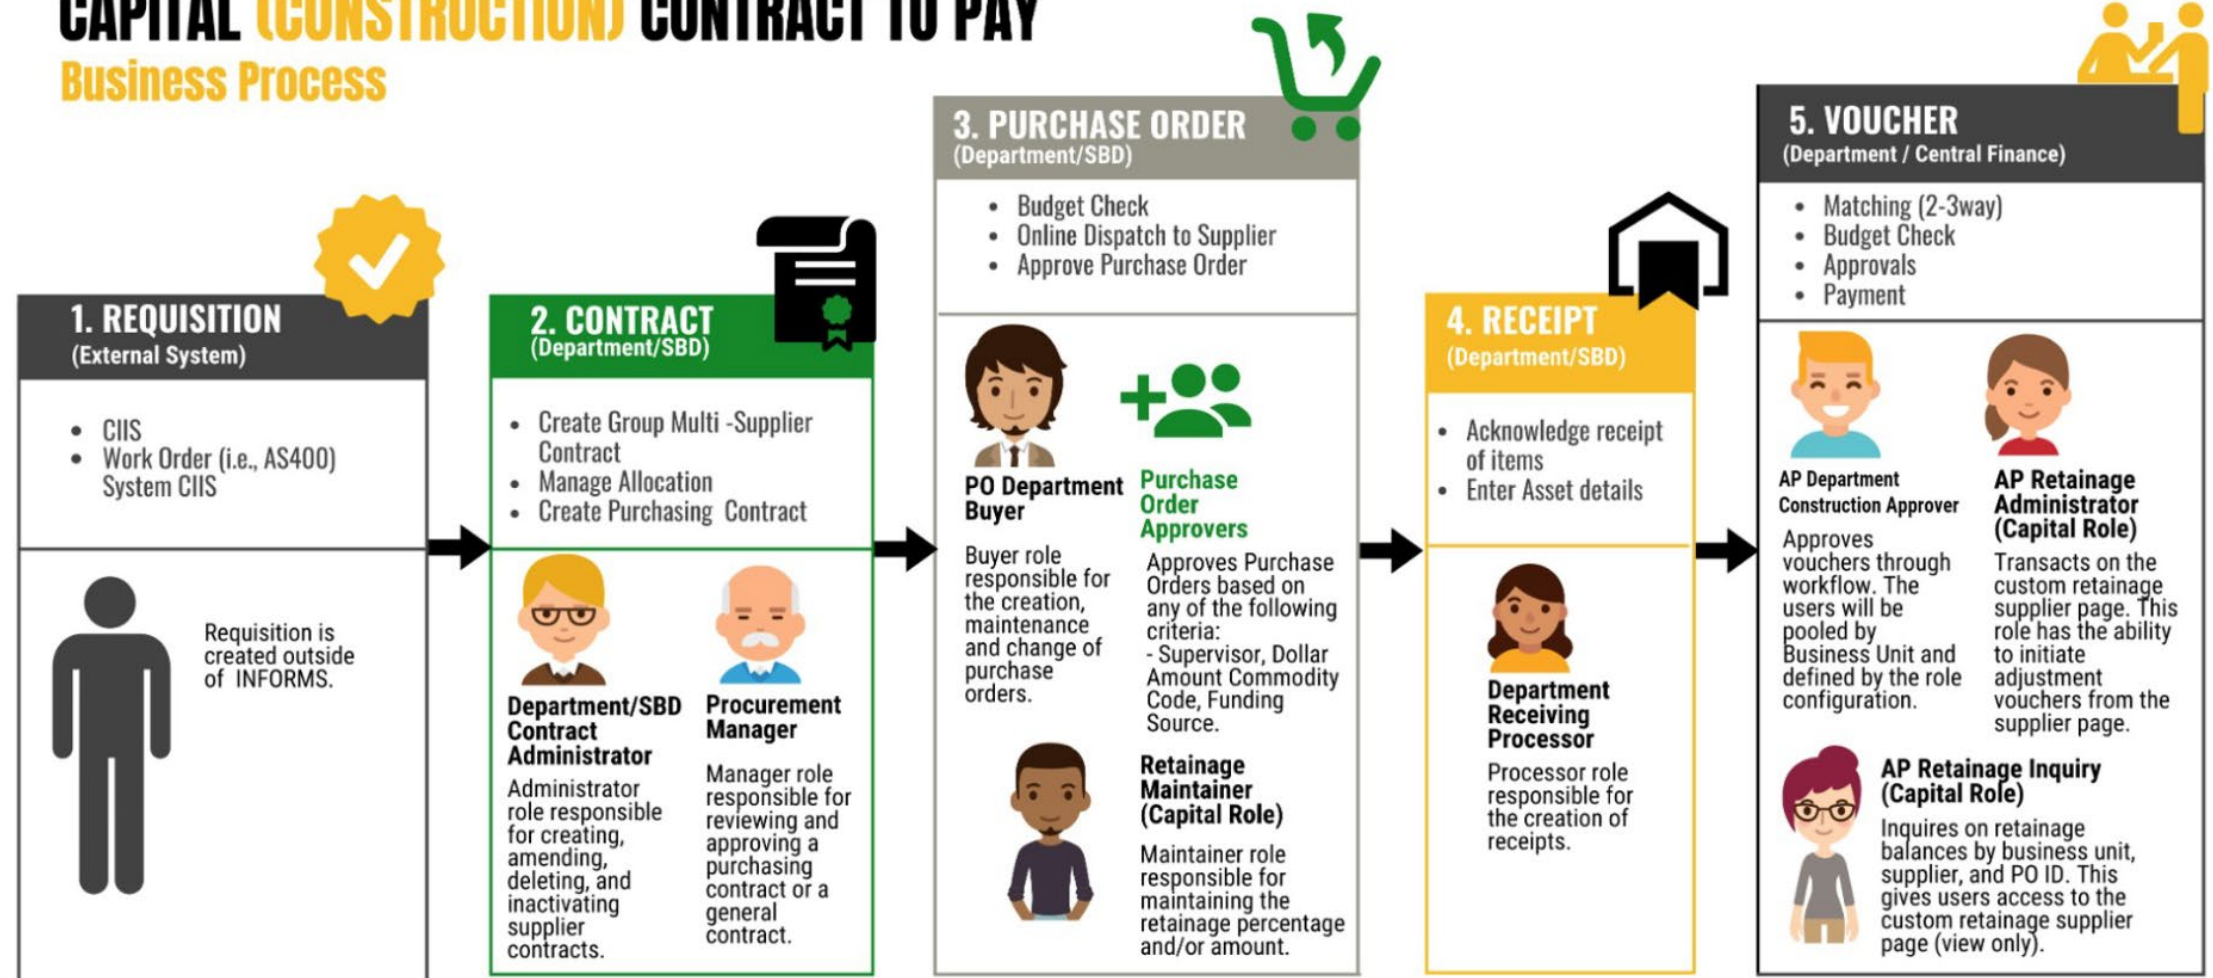 CAPITAL (CONSTRUCTION) CONTRACT TO PAY
Business Process
1. REQUISITION
(External System)
• CIIS
• Work Order (i.e., AS400)
System CIIS
Requisition is
created outside
of INFORMS.
2. CONTRACT
(Department/SBD)
• Create Group Multi -Supplier
Contract
• Manage Allocation
• Create Purchasing Contract
Department/SBD
Contract
Administrator
Administrator
role responsible
for creating,
amending,
deleting, and
inactivating
supplier
contracts.
Procurement
Manager
Manager role
responsible for
reviewing and
approving a
purchasing
contract or a
general
contract.
3. PURCHASE ORDER
(Department/SBD)
• Budget Check
• Online Dispatch to Supplier
• Approve Purchase Order
PO Department
Buyer
Buyer role
responsible for
the creation,
maintenance
and change of
purchase
orders.
Purchase
Order
Approvers
Approves Purchase
Orders based on
any of the following
criteria:
- Supervisor, Dollar
Amount Commodity
Code, Funding
Source.
Retainage
Maintainer
(Capital Role)
Maintainer role
responsible for
maintaining the
retainage percentage
and/or amount.
4. RECEIPT
(Department/SBD)
• Acknowledge receipt
of items
• Enter Asset details
Department
Receiving
Processor
Processor role
responsible for
the creation of
receipts.
5. VOUCHER
(Department / Central Finance)
• Matching (2-3way)
• Budget Check
• Approvals
• Payment
AP Department
Construction Approver
Approves
vouchers through
workflow. The
users will be
pooled by
Business Unit and
defined by the role
configuration.
AP Retainage
Administrator
(Capital Role)
Transacts on the
custom retainage
supplier page. This
role has the ability
to initiate
adjustment
vouchers from the
supplier page.
AP Retainage Inquiry
(Capital Role)
Inquires on retainage
balances by business unit,
supplier, and PO ID. This
gives users access to the
custom retainage supplier
page (view only).